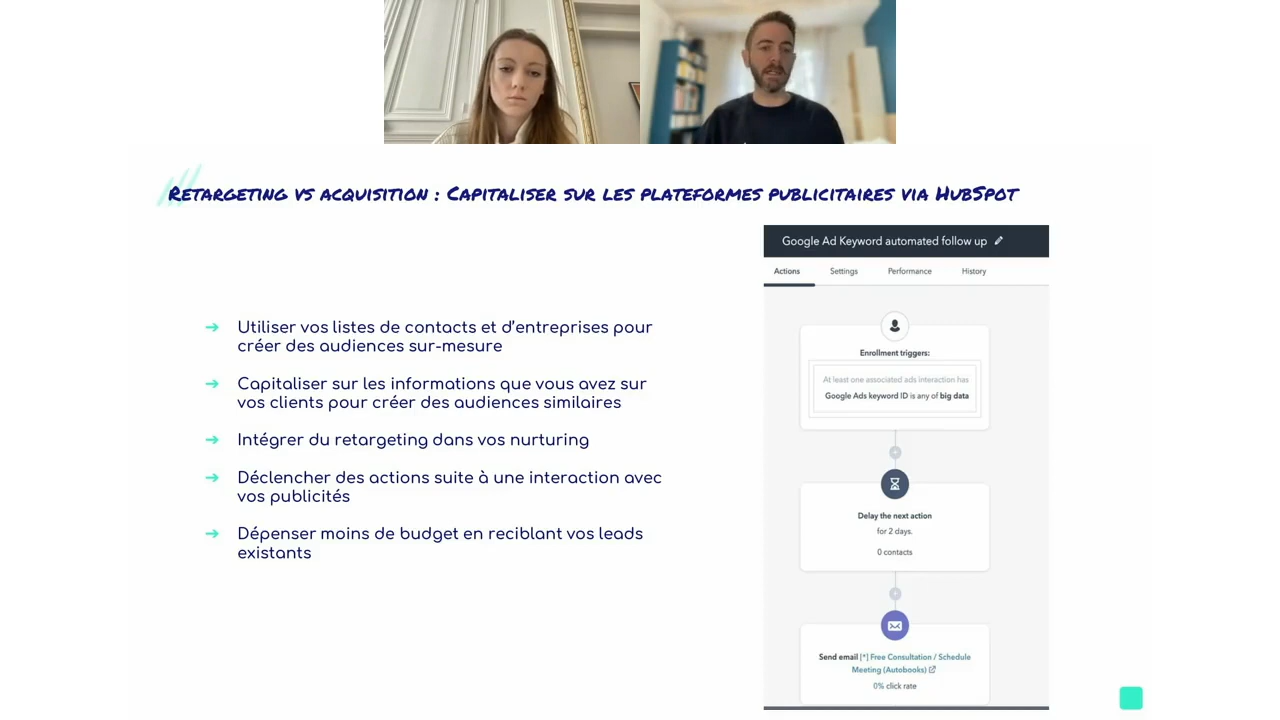 Retargeting vs acquisition : Capitaliser sur les plateformes publicitaires via HubSpot
➔ Utiliser vos listes de contacts et d’entreprises pour
créer des audiences sur-mesure
➔ Capitaliser sur les informations que vous avez sur
vos clients pour créer des audiences similaires
➔ Intégrer du retargeting dans vos nurturing
➔ Déclencher des actions suite à une interaction avec
vos publicités
➔ Dépenser moins de budget en reciblant vos leads
existants
Google Ad Keyword automated follow up
Actions Settings Performance History
Enrollment triggers:
At least one associated ads interaction has
Google Ads keyword ID is any of big data
Delay the next action
for 2 days.
0 contacts
Send email [*] Free Consultation / Schedule
Meeting (Autobooks)
0% click rate